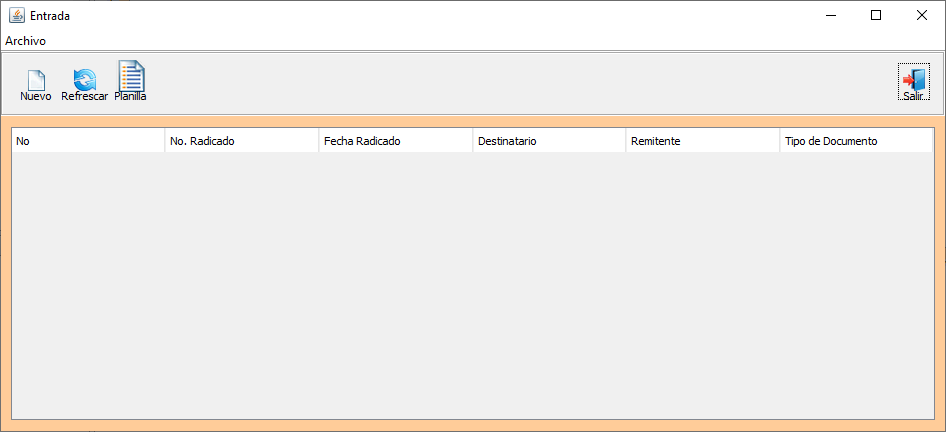 Entrada
Archivo
Nuevo Refrescar Planilla Salir
No No. Radicado Fecha Radicado Destinatario Remitente Tipo de Documento